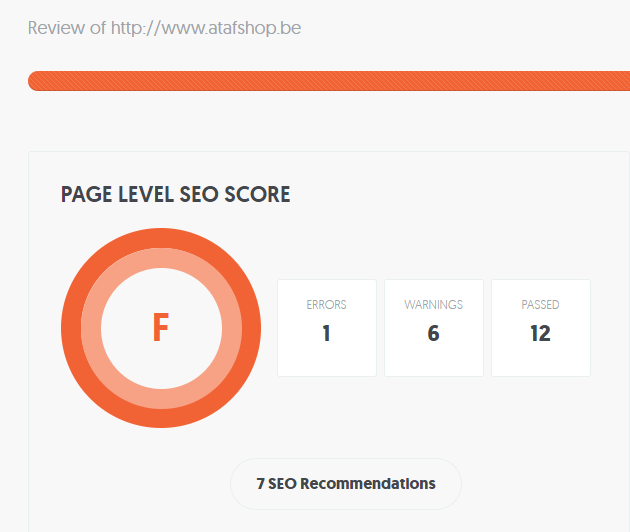 Review of http://www.atafshop.be
PAGE LEVEL SEO SCORE
F
ERRORS
1
WARNINGS
6
PASSED
12
7 SEO Recommendations